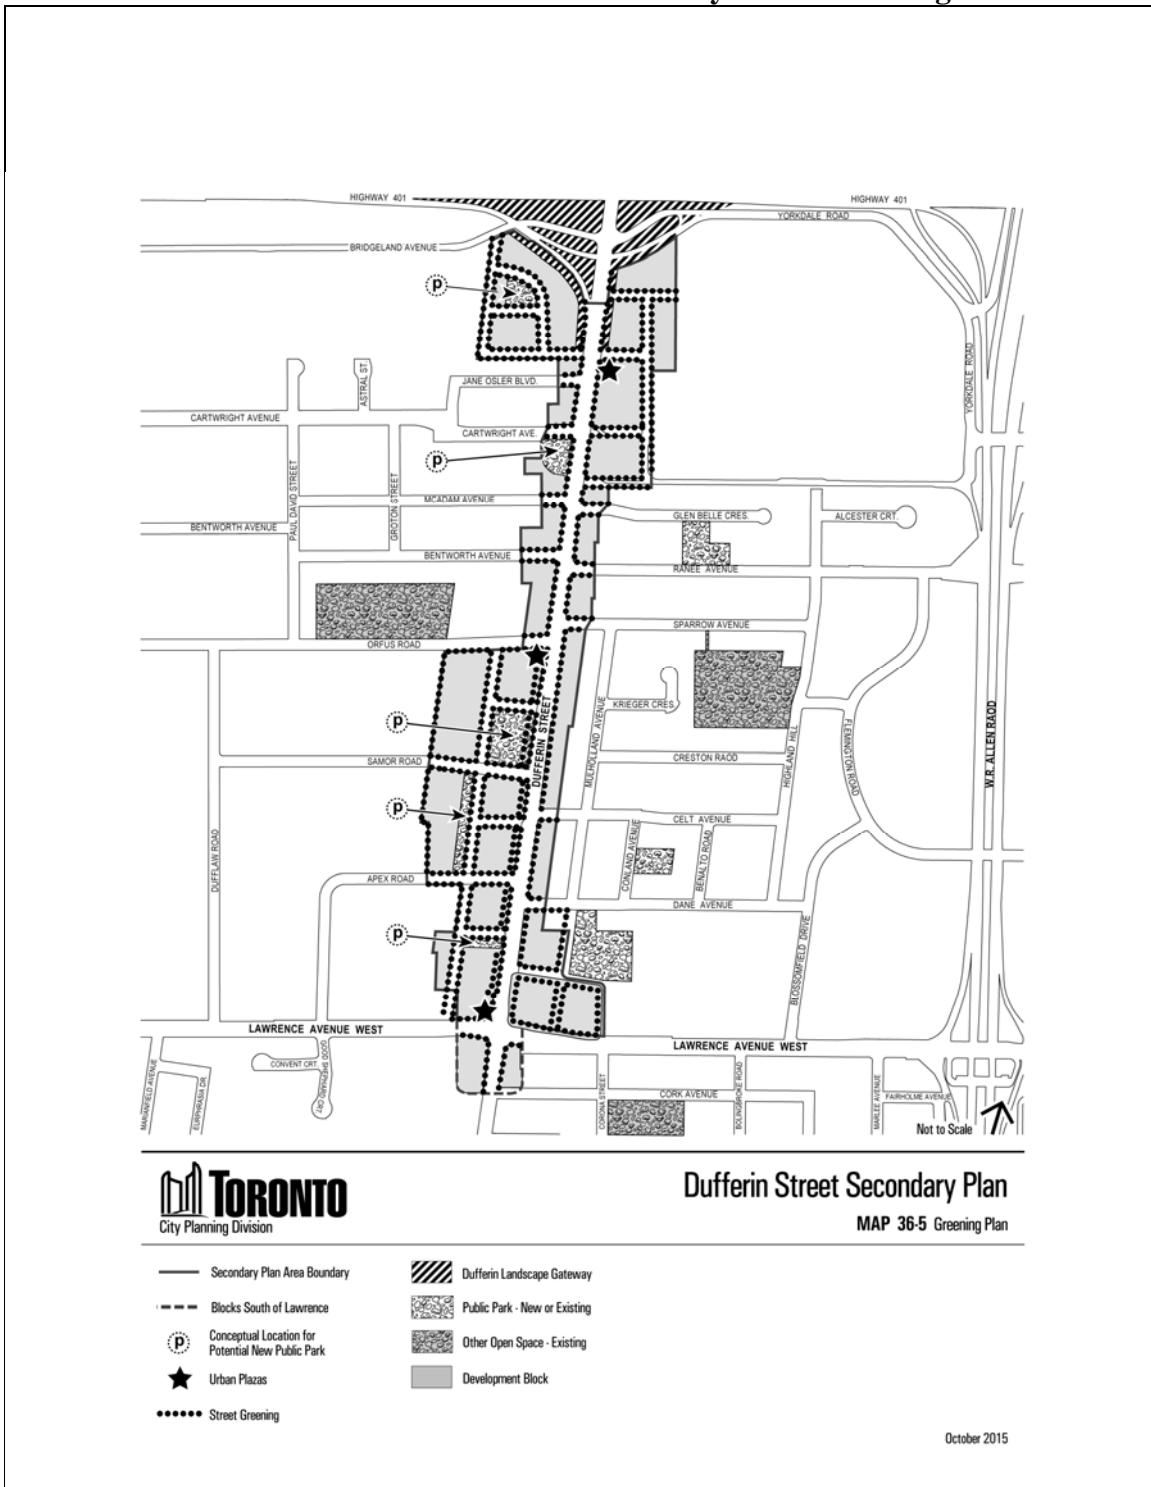 HIGHWAY 401
HIGHWAY 401
YORKDALE ROAD
BRIDGELAND AVENUE
P
YORKDALE ROAD
ASTRAL ST.
JANE OSLER BLVD.
CARTWRIGHT AVENUE
CARTWRIGHT AVE.
P
PAUL DAVID STREET
GROTON STREET
MCADAM AVENUE
GLEN BELLE CRES.
ALCESTER CRT.
BENTWORTH AVENUE
BENTWORTH AVENUE
RANEE AVENUE
SPARROW AVENUE
ORFUS ROAD
KRIEGER CRES.
P
DUFFERIN STREET
MULHOLLAND AVENUE
HIGHLAND HILL
FLEMINGTON ROAD
W.R. ALLEN RAOD
SAMOR ROAD
CRESTON RAOD
P
CELT AVENUE
DUFFLAW ROAD
CONLAND AVENUE
BENALTO ROAD
APEX ROAD
DANE AVENUE
P
BLOSSOMFIELD DRIVE
LAWRENCE AVENUE WEST
LAWRENCE AVENUE WEST
CONVENT CRT.
GOOD SHEPHARD CRT.
MARIANFIELD AVENUE
EUPHRASIA DR.
CORONA STREET
CORK AVENUE
BOLINGBROKE ROAD
MARLEE AVENUE
FAIRHOLME AVENUE
Not to Scale
TORONTO
City Planning Division
Dufferin Street Secondary Plan
MAP 36-5 Greening Plan
Secondary Plan Area Boundary
Blocks South of Lawrence
P
Conceptual Location for
Potential New Public Park
Urban Plazas
Street Greening
Dufferin Landscape Gateway
Public Park - New or Existing
Other Open Space - Existing
Development Block
October 2015